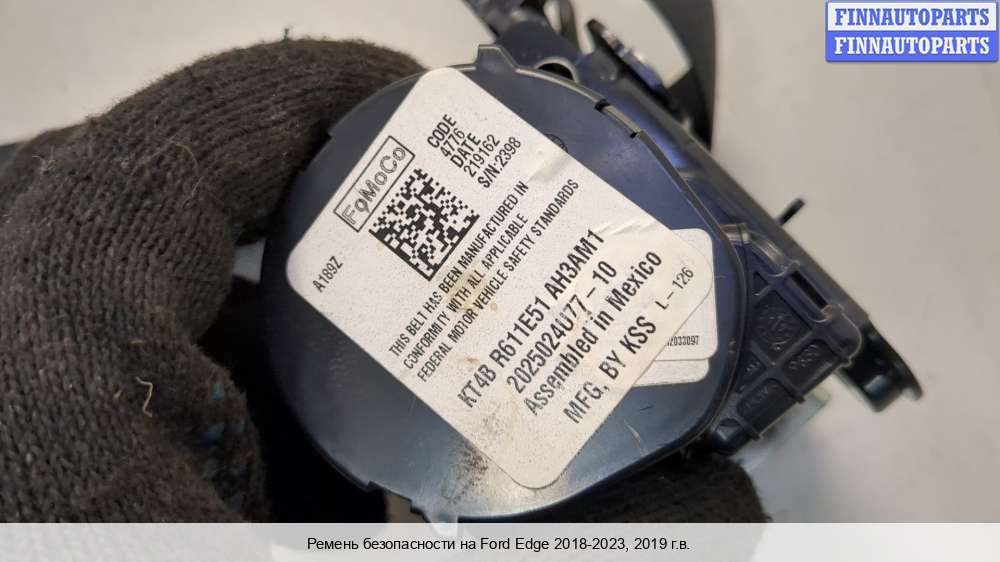 FINNAUTOPARTS
FINNAUTOPARTS
FoMoCo
CODE
4776
DATE
219162
S/N:2398
A189Z
THIS BELT HAS BEEN MANUFACTURED IN
CONFORMITY WITH ALL APPLICABLE
FEDERAL MOTOR VEHICLE SAFETY STANDARDS
KT4B R611E51 AH3AM11
2025024U77-10
Assembled in Mexico
MFG, BY KSS L-126
Ремень безопасности на Ford Edge 2018-2023, 2019 г.в.